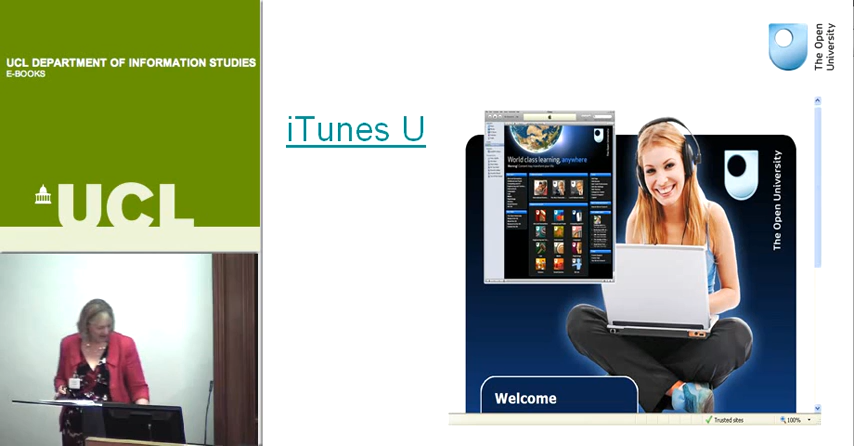 UCL DEPARTMENT OF INFORMATION STUDIES
E-BOOKS
UCL
iTunes U
The Open
University
World class learning, anywhere
The Open University
Welcome
Trusted sites
100%